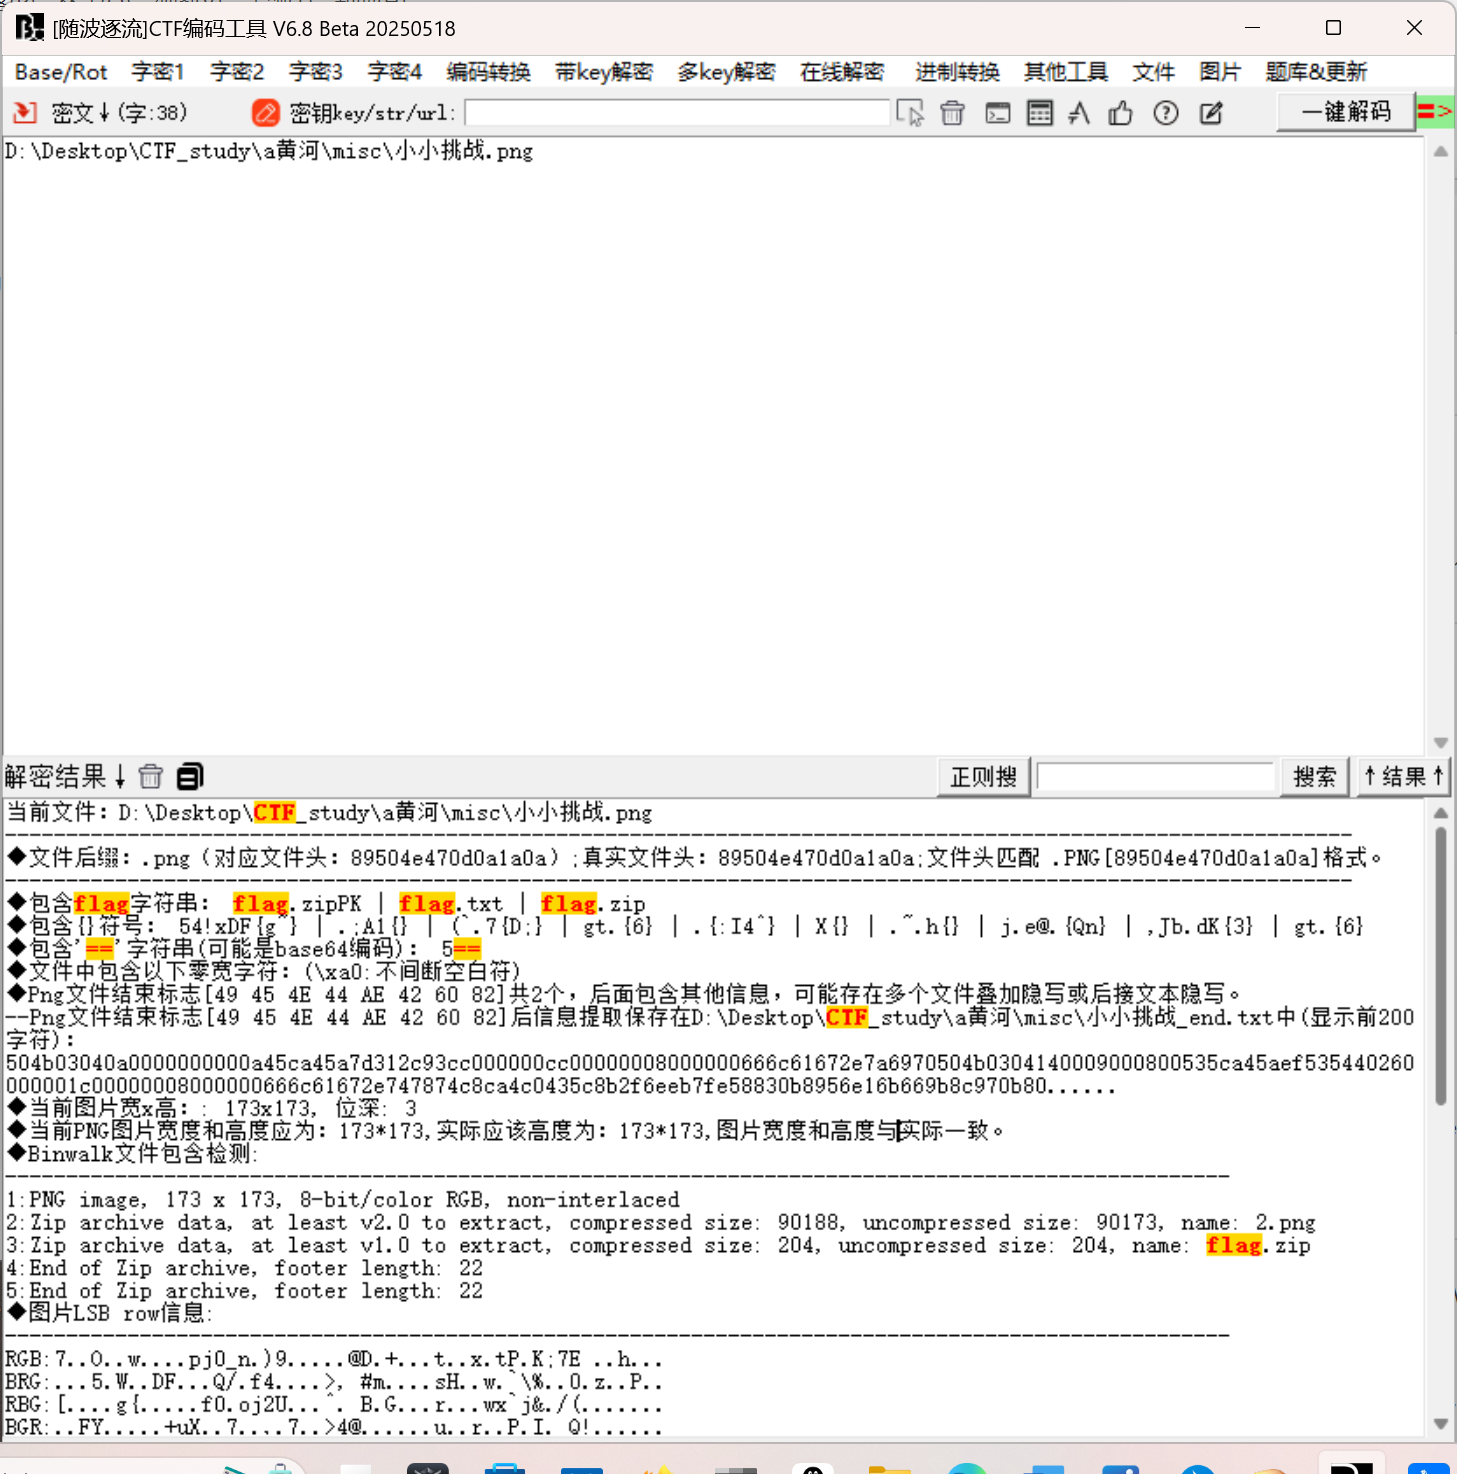 [随波逐流]CTF编码工具 V6.8 Beta 20250518
Base/Rot 字密1 字密2 字密3 字密4 编码转换 带key解密 多key解密 在线解密 进制转换 其他工具 文件 图片 题库&更新
密文↓(字:38) 密钥key/str/url: 一键解码 =>
D:\Desktop\CTF_study\a黄河\misc\小小挑战.png
解密结果↓ 正则搜 搜索 ↑结果↑
当前文件: D:\Desktop\CTF_study\a黄河\misc\小小挑战.png
◆文件后缀: .png (对应文件头: 89504e470d0a1a0a) ;真实文件头: 89504e470d0a1a0a;文件头匹配 .PNG[89504e470d0a1a0a]格式。
◆包含flag字符串: flag.zipPK | flag.txt | flag.zip
◆包含{}符号: 54!xDF{g^} | .;A1{} | (`.7{D;} | gt.{6} | .{:I4^} | X{} | .~.h{} | j.e@.{Qn} | ,Jb.dK{3} | gt.{6}
◆包含'=='字符串(可能是base64编码): 5==
◆文件中包含以下零宽字符: (\xa0:不间断空白符)
◆Png文件结束标志[49 45 4E 44 AE 42 60 82]共2个，后面包含其他信息，可能存在多个文件叠加隐写或后接文本隐写。
--Png文件结束标志[49 45 4E 44 AE 42 60 82]后信息提取保存在D:\Desktop\CTF_study\a黄河\misc\小小挑战_end.txt中(显示前200
字符):
504b03040a0000000000a45ca45a7d312c93cc000000cc00000008000000666c61672e7a6970504b0304140009000800535ca45aef535440260
000001c00000008000000666c61672e747874c8ca4c0435c8b2f6eeb7fe58830b8956e16b669b8c970b80......
◆当前图片宽x高: : 173x173, 位深: 3
◆当前PNG图片宽度和高度应为: 173*173,实际应该高度为: 173*173,图片宽度和高度与实际一致。
◆Binwalk文件包含检测:
1:PNG image, 173 x 173, 8-bit/color RGB, non-interlaced
2:Zip archive data, at least v2.0 to extract, compressed size: 90188, uncompressed size: 90173, name: 2.png
3:Zip archive data, at least v1.0 to extract, compressed size: 204, uncompressed size: 204, name: flag.zip
4:End of Zip archive, footer length: 22
5:End of Zip archive, footer length: 22
◆图片LSB row信息:
RGB:7..O..w....pj0_n.)9.....@D.+...t..x.tP.K;7E ..h...
BRG:...5.W..DF...Q/.f4....>, #m....sH..w.`\%..O.z..P..
RBG:[....g{.....f0.oj2U...^. B.G...r...wx`j&./(.......
BGR:..FY.....+uX..7....7..>4@......u..r..P.I. Q!......